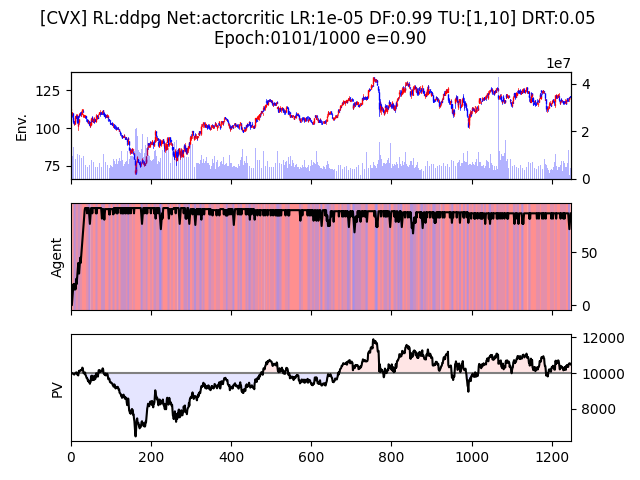 [CVX] RL:ddpg Net:actorcritic LR:1e-05 DF:0.99 TU:[1,10] DRT:0.05
Epoch:0101/1000 e=0.90
1e7
125
100
75
Env.
4
2
0
Agent
50
0
PV
12000
10000
8000
0 200 400 600 800 1000 1200